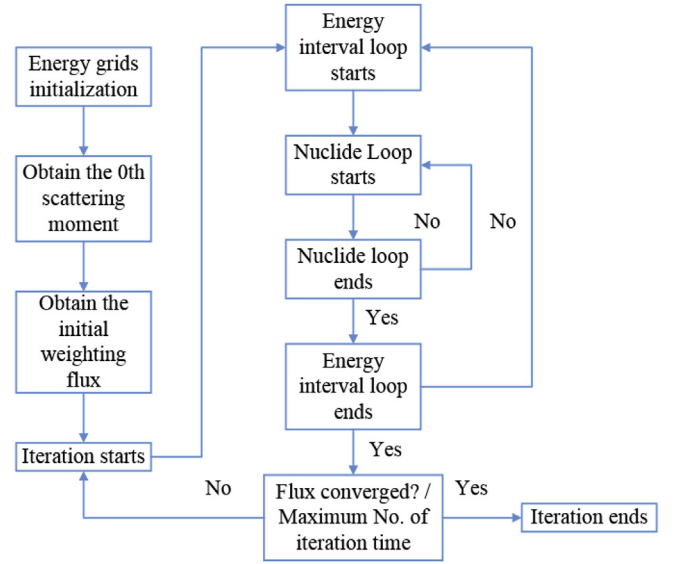 Energy grids
initialization
Obtain the 0th
scattering
moment
Obtain the
initial
weighting
flux
Iteration starts
Energy
interval loop
starts
Nuclide Loop
starts
No
No
Nuclide loop
ends
Yes
Energy
interval loop
ends
Yes
No
Flux converged? /
Maximum No. of
iteration time
Yes
Iteration ends